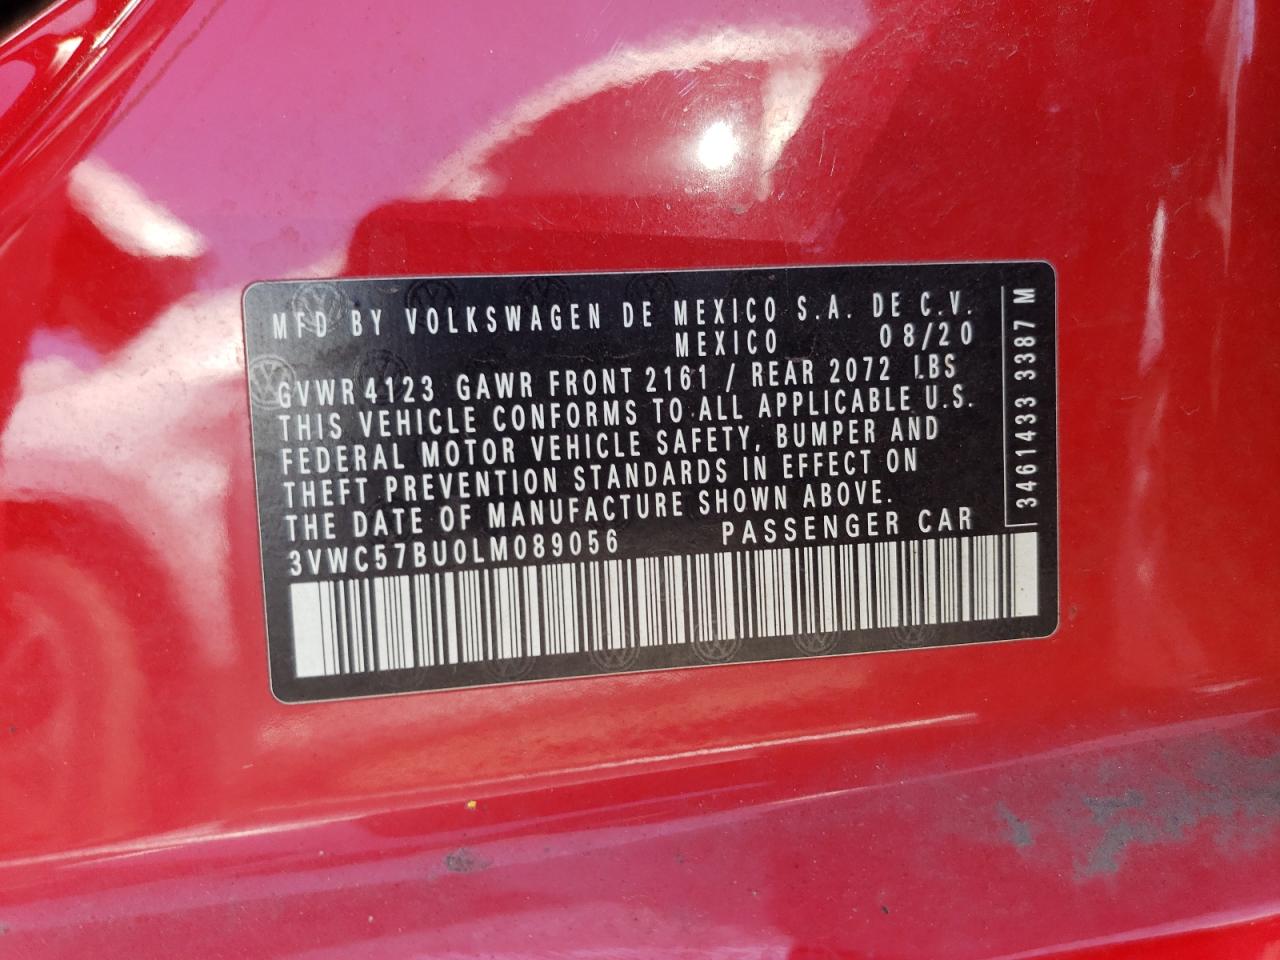 MFD BY VOLKSWAGEN DE MEXICO S.A. DE C.V.
MEXICO 08/20
GVWR 4123 GAWR FRONT 2161 / REAR 2072 LBS
THIS VEHICLE CONFORMS TO ALL APPLICABLE U.S.
FEDERAL MOTOR VEHICLE SAFETY, BUMPER AND
THEFT PREVENTION STANDARDS IN EFFECT ON
THE DATE OF MANUFACTURE SHOWN ABOVE.
3VWC57BU0LM089056 PASSENGER CAR
3461433 3387 M